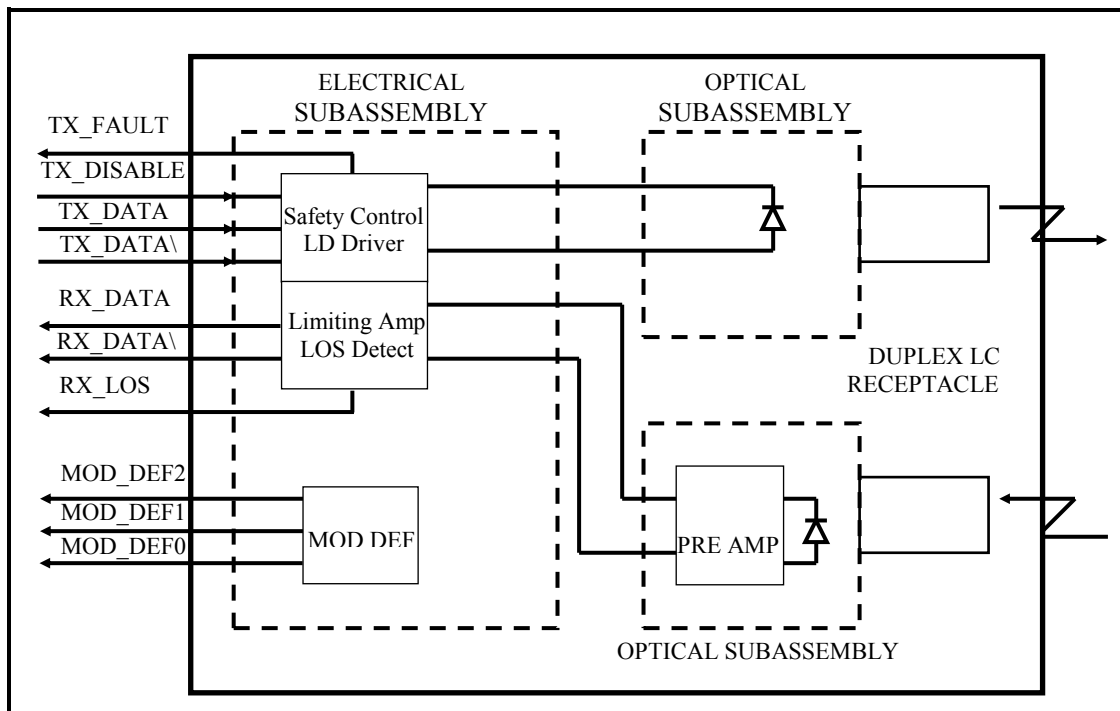 ELECTRICAL
SUBASSEMBLY
OPTICAL
SUBASSEMBLY
TX_FAULT
TX_DISABLE
TX_DATA
TX_DATA\
Safety Control
LD Driver
RX_DATA
RX_DATA\
RX_LOS
Limiting Amp
LOS Detect
DUPLEX LC
RECEPTACLE
MOD_DEF2
MOD_DEF1
MOD_DEF0
MOD DEF
PRE AMP
OPTICAL SUBASSEMBLY